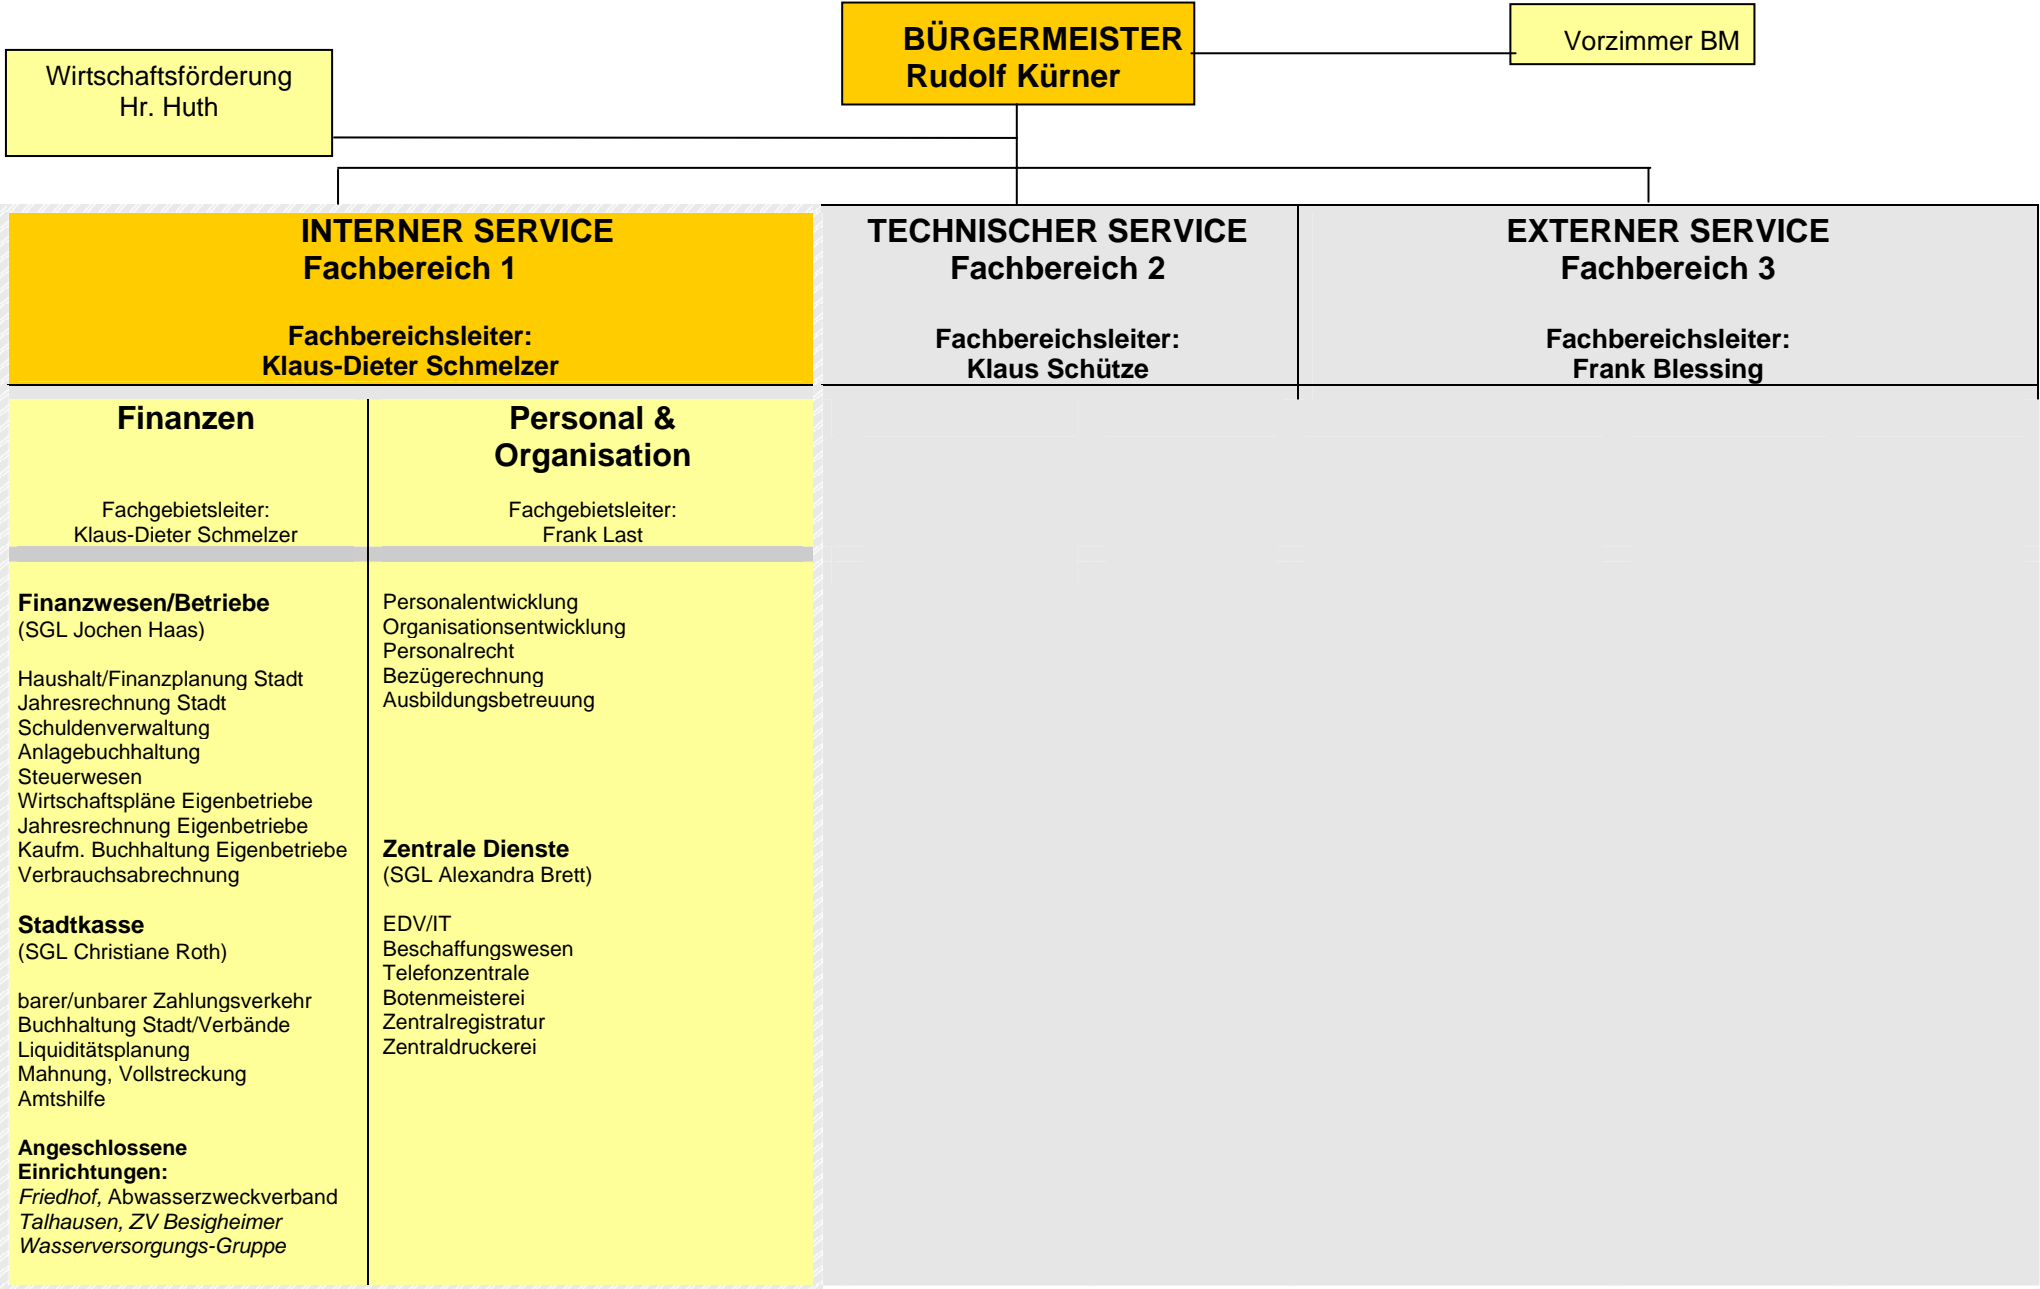 BÜRGERMEISTER
Rudolf Kürner
Vorzimmer BM
Wirtschaftsförderung
Hr. Huth
INTERNER SERVICE
Fachbereich 1
Fachbereichsleiter:
Klaus-Dieter Schmelzer
TECHNISCHER SERVICE
Fachbereich 2
Fachbereichsleiter:
Klaus Schütze
EXTERNER SERVICE
Fachbereich 3
Fachbereichsleiter:
Frank Blessing
Finanzen
Fachgebietsleiter:
Klaus-Dieter Schmelzer
Finanzwesen/Betriebe
(SGL Jochen Haas)
Haushalt/Finanzplanung Stadt
Jahresrechnung Stadt
Schuldenverwaltung
Anlagebuchhaltung
Steuerwesen
Wirtschaftspläne Eigenbetriebe
Jahresrechnung Eigenbetriebe
Kaufm. Buchhaltung Eigenbetriebe
Verbrauchsabrechnung
Stadtkasse
(SGL Christiane Roth)
barer/unbarer Zahlungsverkehr
Buchhaltung Stadt/Verbände
Liquiditätsplanung
Mahnung, Vollstreckung
Amtshilfe
Angeschlossene
Einrichtungen:
Friedhof, Abwasserzweckverband
Talhausen, ZV Besigheimer
Wasserversorgungs-Gruppe
Personal &
Organisation
Fachgebietsleiter:
Frank Last
Personalentwicklung
Organisationsentwicklung
Personalrecht
Bezügerechnung
Ausbildungsbetreuung
Zentrale Dienste
(SGL Alexandra Brett)
EDV/IT
Beschaffungswesen
Telefonzentrale
Botenmeisterei
Zentralregistratur
Zentraldruckerei